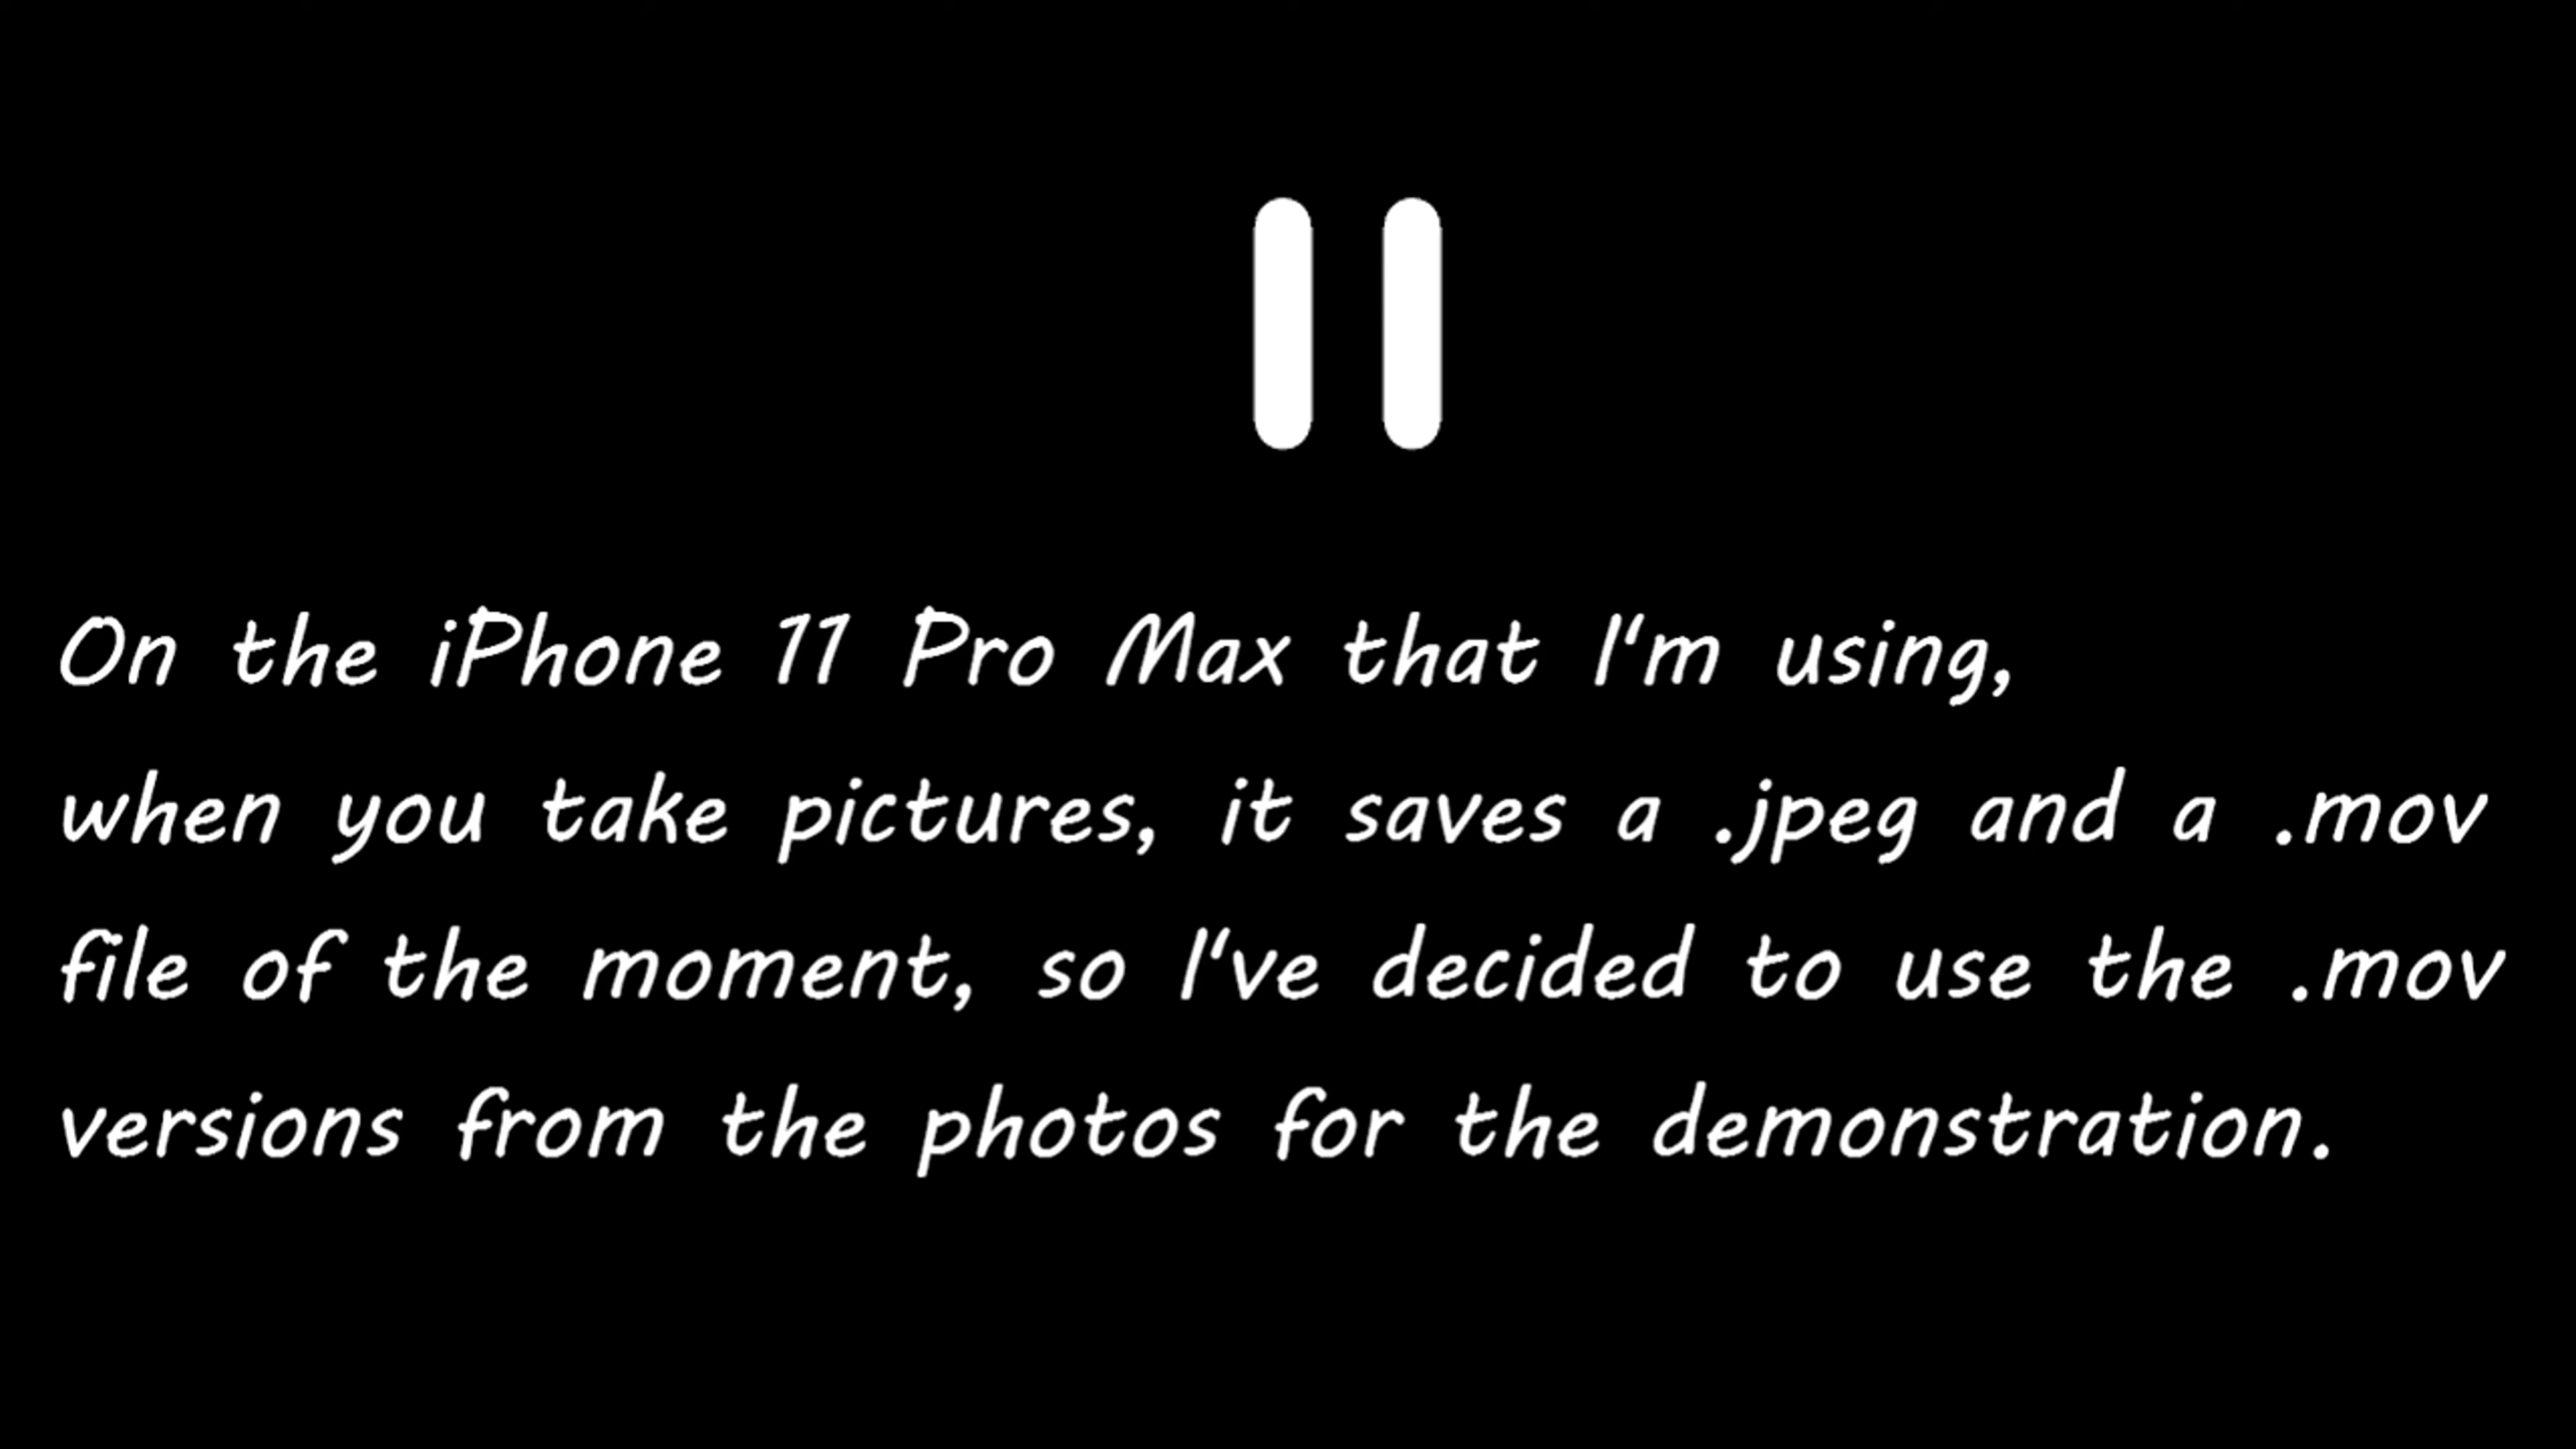 On the iPhone 11 Pro Max that I'm using,
when you take pictures, it saves a .jpeg and a .mov
file of the moment, so I've decided to use the .mov
versions from the photos for the demonstration.